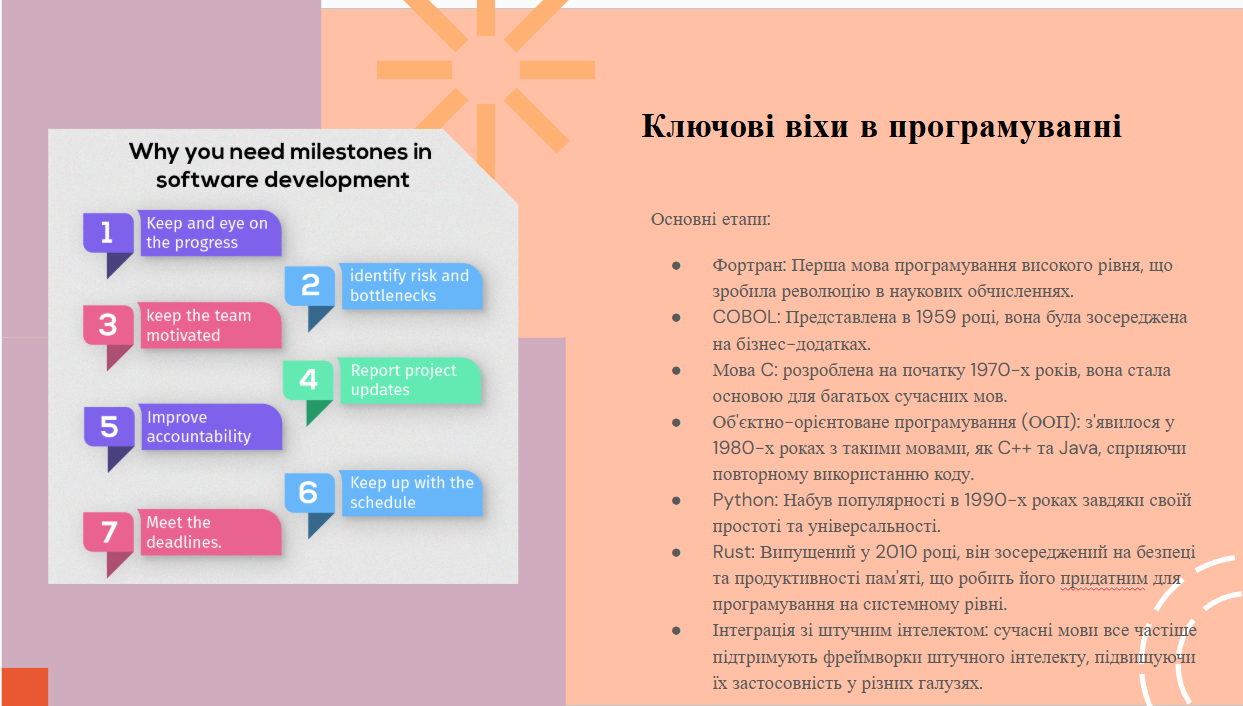 Why you need milestones in
software development
1
Keep and eye on
the progress
2
identify risk and
bottlenecks
3
keep the team
motivated
4
Report project
updates
5
Improve
accountability
6
Keep up with the
schedule
7
Meet the
deadlines.
Ключові віхи в програмуванні
Основні етапи:
● Фортран: Перша мова програмування високого рівня, що
зробила революцію в наукових обчисленнях.
● COBOL: Представлена в 1959 році, вона була зосереджена
на бізнес-додатках.
● Мова C: розроблена на початку 1970-х років, вона стала
основою для багатьох сучасних мов.
● Об'єктно-орієнтоване програмування (ООП): з'явилося у
1980-х роках з такими мовами, як C++ та Java, сприяючи
повторному використанню коду.
● Python: Набув популярності в 1990-х роках завдяки своїй
простоті та універсальності.
● Rust: Випущений у 2010 році, він зосереджений на безпеці
та продуктивності пам'яті, що робить його придатним для
програмування на системному рівні.
● Інтеграція зі штучним інтелектом: сучасні мови все частіше
підтримують фреймворки штучного інтелекту, підвищуючи
їх застосовність у різних галузях.